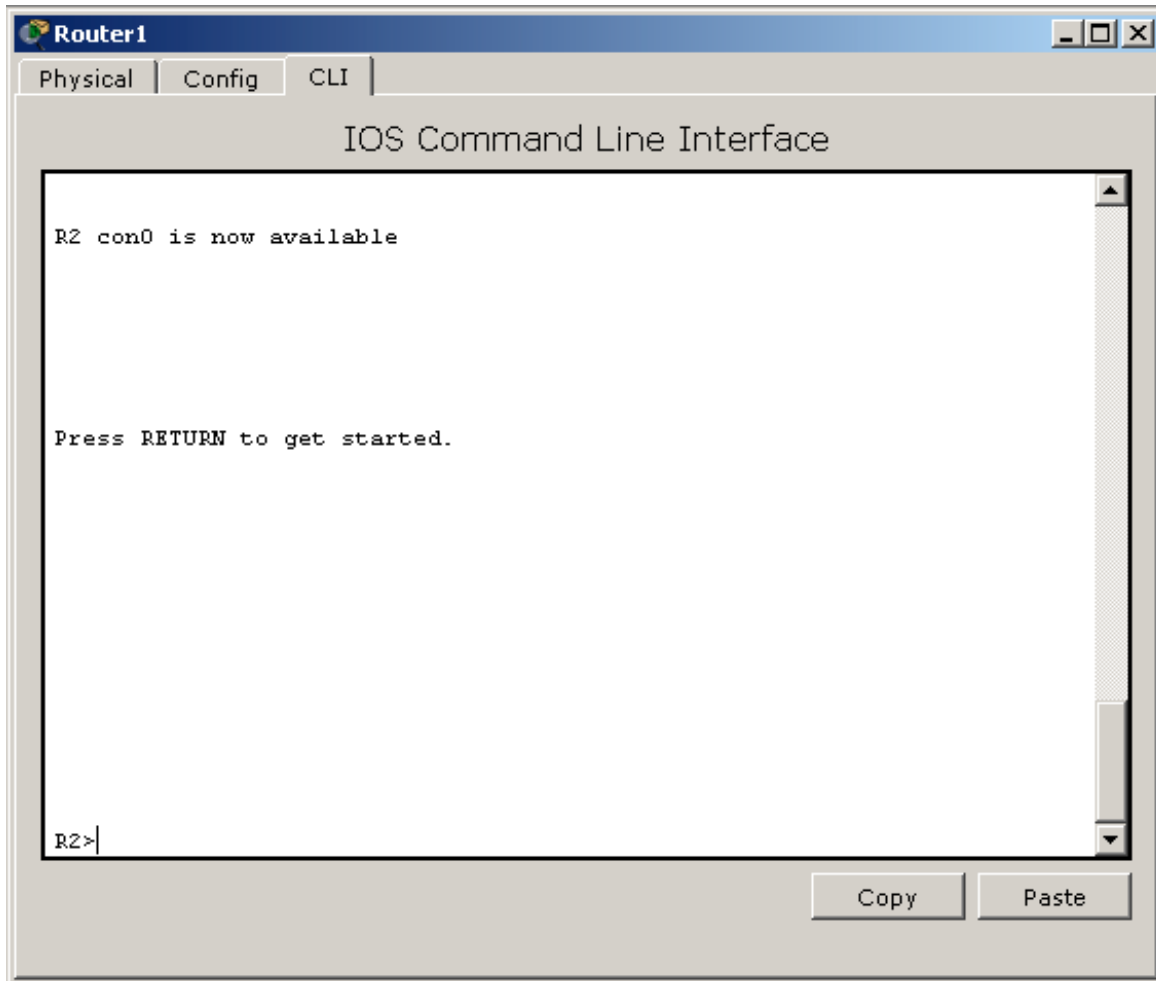 Router1
Physical Config CLI
IOS Command Line Interface
R2 con0 is now available
Press RETURN to get started.
R2>
Copy Paste